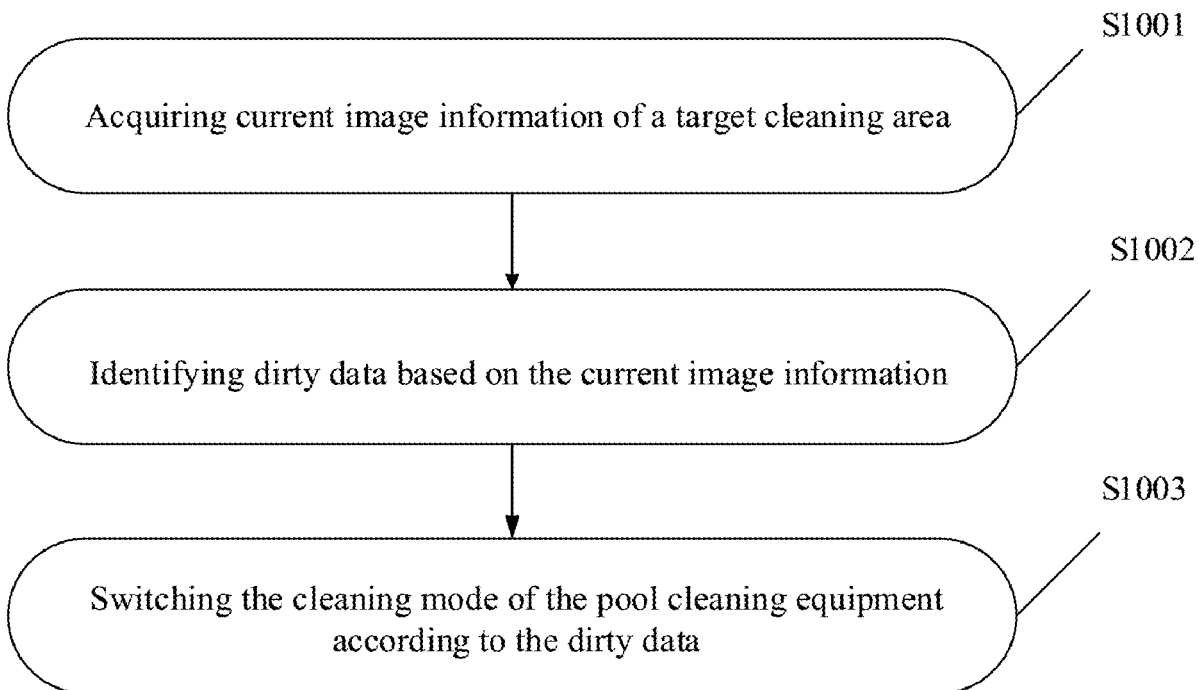 S1001
Acquiring current image information of a target cleaning area
S1002
Identifying dirty data based on the current image information
S1003
Switching the cleaning mode of the pool cleaning equipment
according to the dirty data